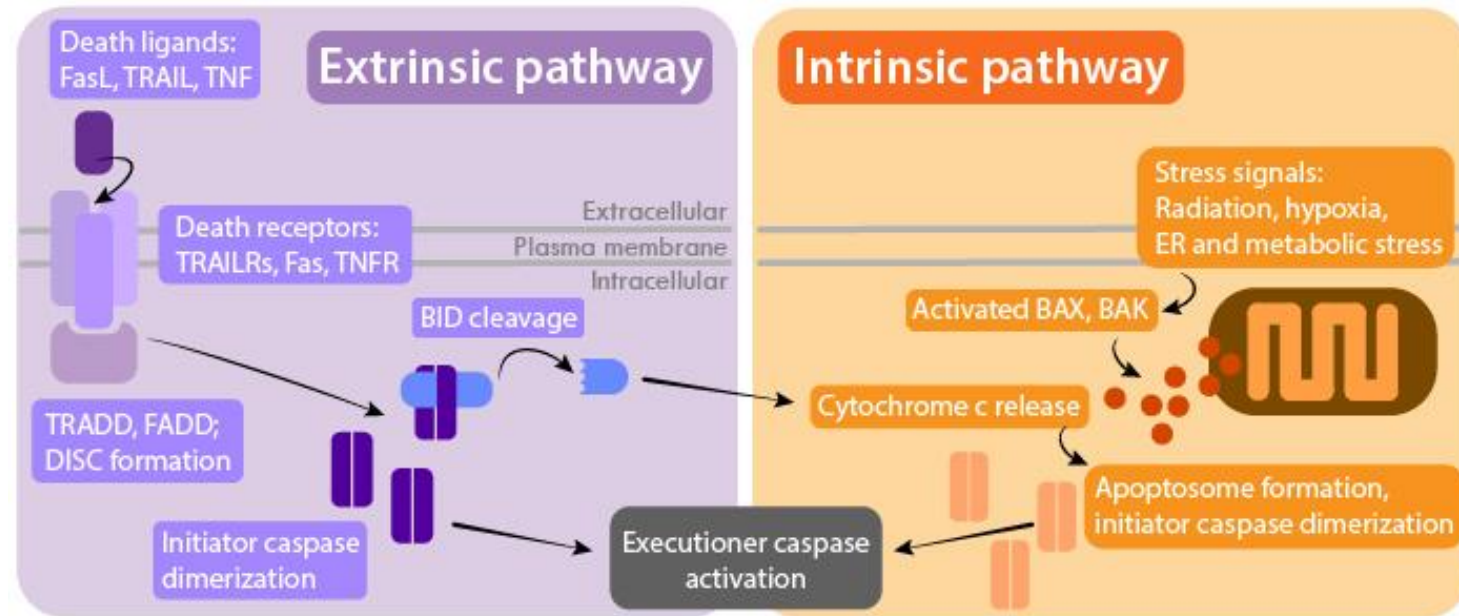 Death ligands:
FasL, TRAIL, TNF
Extrinsic pathway
Death receptors:
TRAILRs, Fas, TNFR
Extracellular
Plasma membrane
Intracellular
BID cleavage
TRADD, FADD;
DISC formation
Initiator caspase
dimerization
Executioner caspase
activation
Intrinsic pathway
Stress signals:
Radiation, hypoxia,
ER and metabolic stress
Activated BAX, BAK
Cytochrome c release
Apoptosome formation,
initiator caspase dimerization